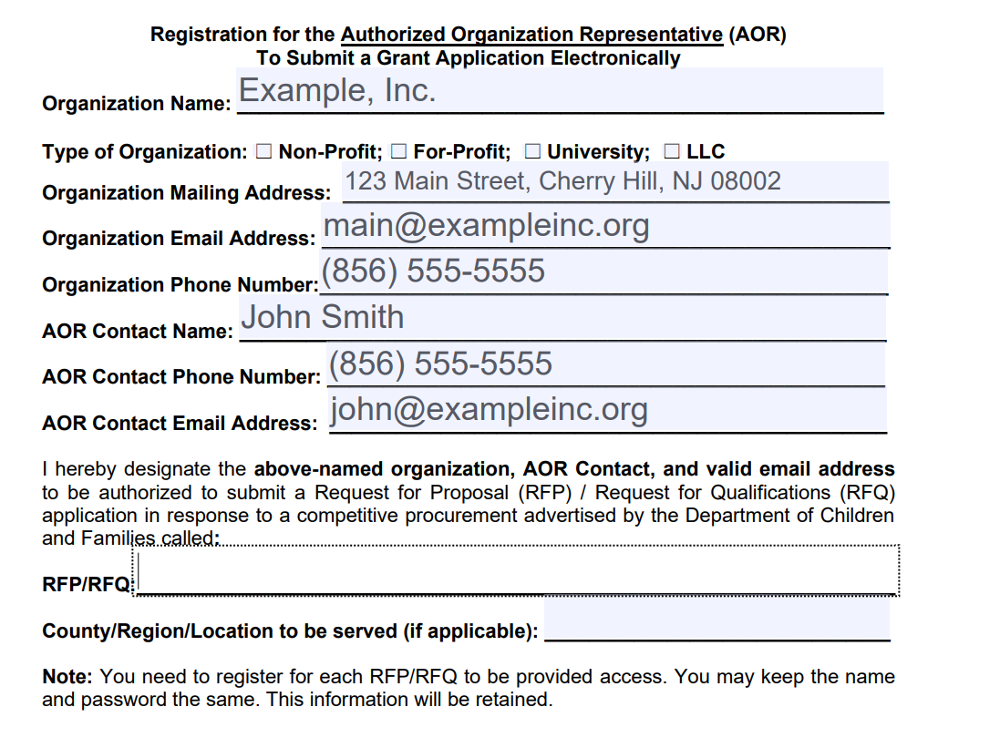 Registration for the Authorized Organization Representative (AOR)
To Submit a Grant Application Electronically
Organization Name: Example, Inc.
Type of Organization: ☐ Non-Profit; ☐ For-Profit; ☐ University; ☐ LLC
Organization Mailing Address: 123 Main Street, Cherry Hill, NJ 08002
Organization Email Address: main@exampleinc.org
Organization Phone Number: (856) 555-5555
AOR Contact Name: John Smith
AOR Contact Phone Number: (856) 555-5555
AOR Contact Email Address: john@exampleinc.org
I hereby designate the above-named organization, AOR Contact, and valid email address
to be authorized to submit a Request for Proposal (RFP) / Request for Qualifications (RFQ)
application in response to a competitive procurement advertised by the Department of Children
and Families called:
RFP/RFQ:
County/Region/Location to be served (if applicable):
Note: You need to register for each RFP/RFQ to be provided access. You may keep the name
and password the same. This information will be retained.